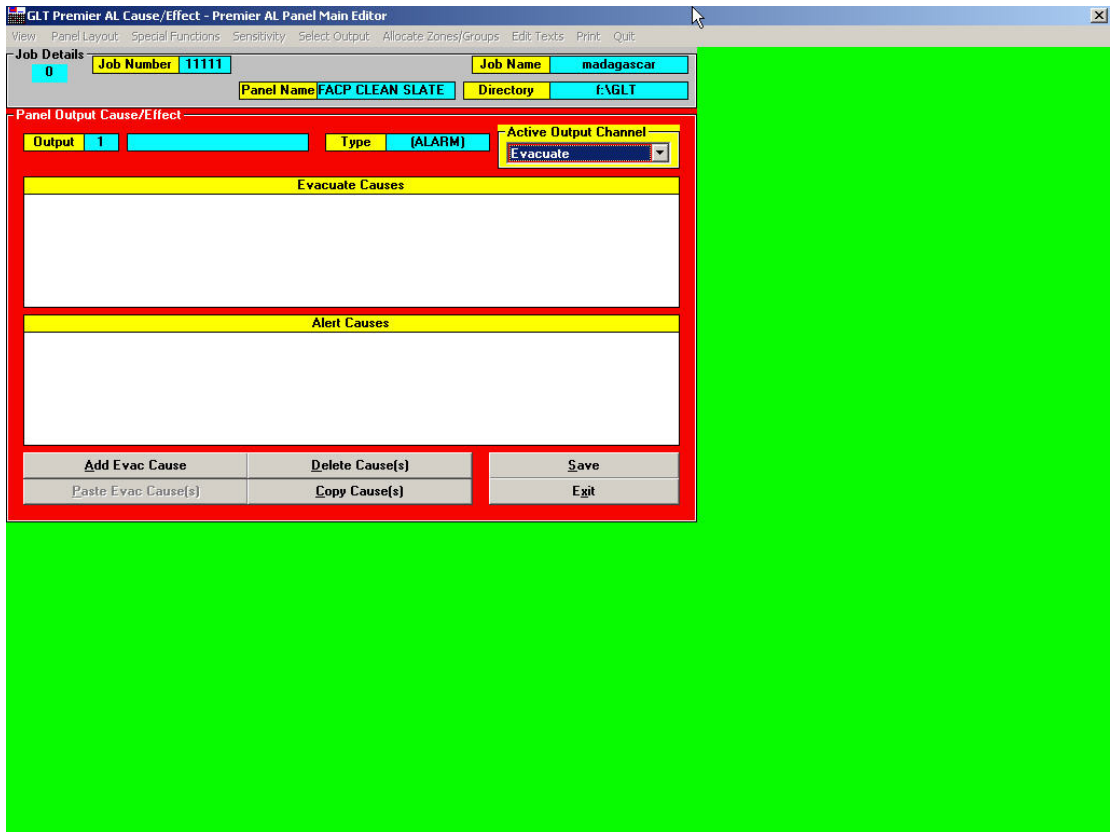 GLT Premier AL Cause/Effect - Premier AL Panel Main Editor
View Panel Layout Special Functions Sensitivity Select Output Allocate Zones/Groups Edit Texts Print Quit
Job Details
0 Job Number 11111 Job Name madagascar
Panel Name FACP CLEAN SLATE Directory f:\GLT
Panel Output Cause/Effect
Output 1 Type (ALARM) Active Output Channel
Evacuate
Evacuate Causes
Alert Causes
Add Evac Cause Delete Cause(s) Save
Paste Evac Cause(s) Copy Cause(s) Exit